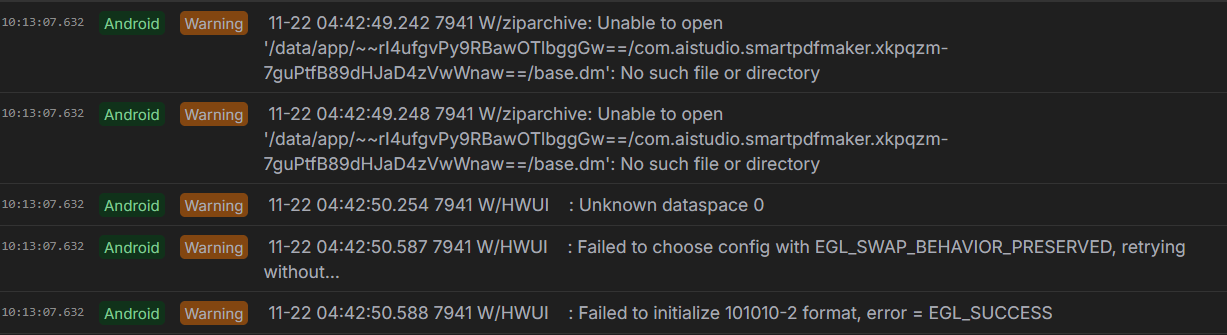 10:13:07.632 Android Warning 11-22 04:42:49.242 7941 W/ziparchive: Unable to open
'/data/app/~~rI4ufgvPy9RBawOTlbggGw==/com.aistudio.smartpdfmaker.xkpqzm-
7guPtfB89dHJaD4zVwWnaw==/base.dm': No such file or directory
10:13:07.632 Android Warning 11-22 04:42:49.248 7941 W/ziparchive: Unable to open
'/data/app/~~rI4ufgvPy9RBawOTlbggGw==/com.aistudio.smartpdfmaker.xkpqzm-
7guPtfB89dHJaD4zVwWnaw==/base.dm': No such file or directory
10:13:07.632 Android Warning 11-22 04:42:50.254 7941 W/HWUI : Unknown dataspace 0
10:13:07.632 Android Warning 11-22 04:42:50.587 7941 W/HWUI : Failed to choose config with EGL_SWAP_BEHAVIOR_PRESERVED, retrying
without...
10:13:07.632 Android Warning 11-22 04:42:50.588 7941 W/HWUI : Failed to initialize 101010-2 format, error = EGL_SUCCESS